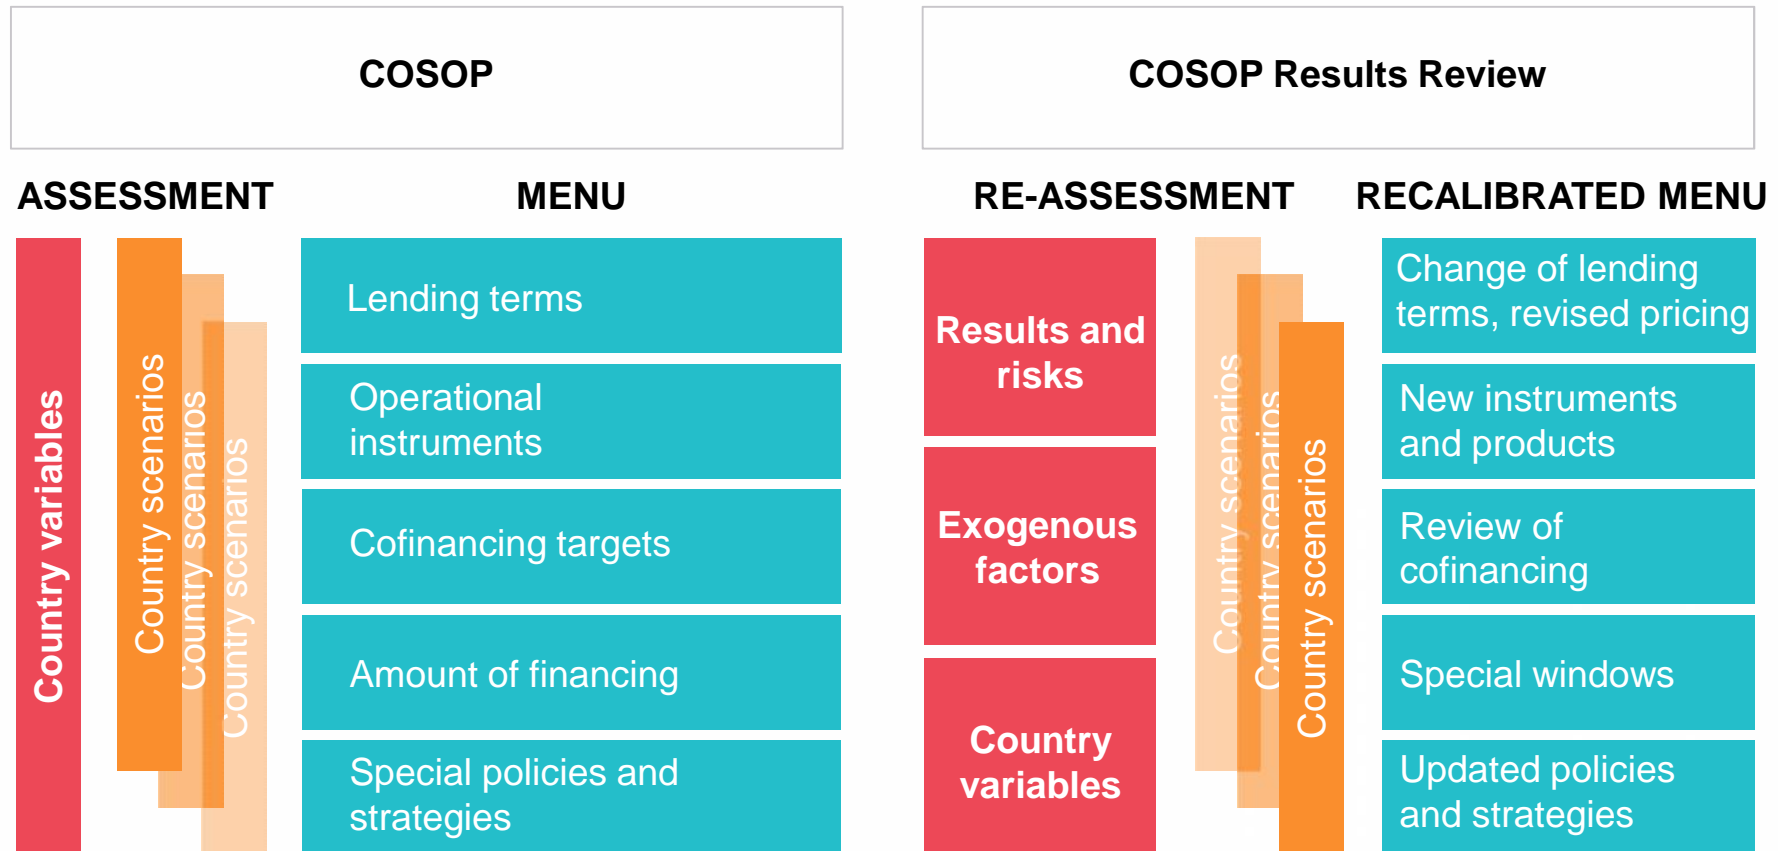 COSOP
ASSESSMENT
MENU
Country variables
Country scenarios
Country scenarios
Country scenarios
Lending terms
Operational
instruments
Cofinancing targets
Amount of financing
Special policies and
strategies
COSOP Results Review
RE-ASSESSMENT
RECALIBRATED MENU
Results and
risks
Exogenous
factors
Country
variables
Country scenarios
Country scenarios
Country scenarios
Change of lending
terms, revised pricing
New instruments
and products
Review of
cofinancing
Special windows
Updated policies
and strategies